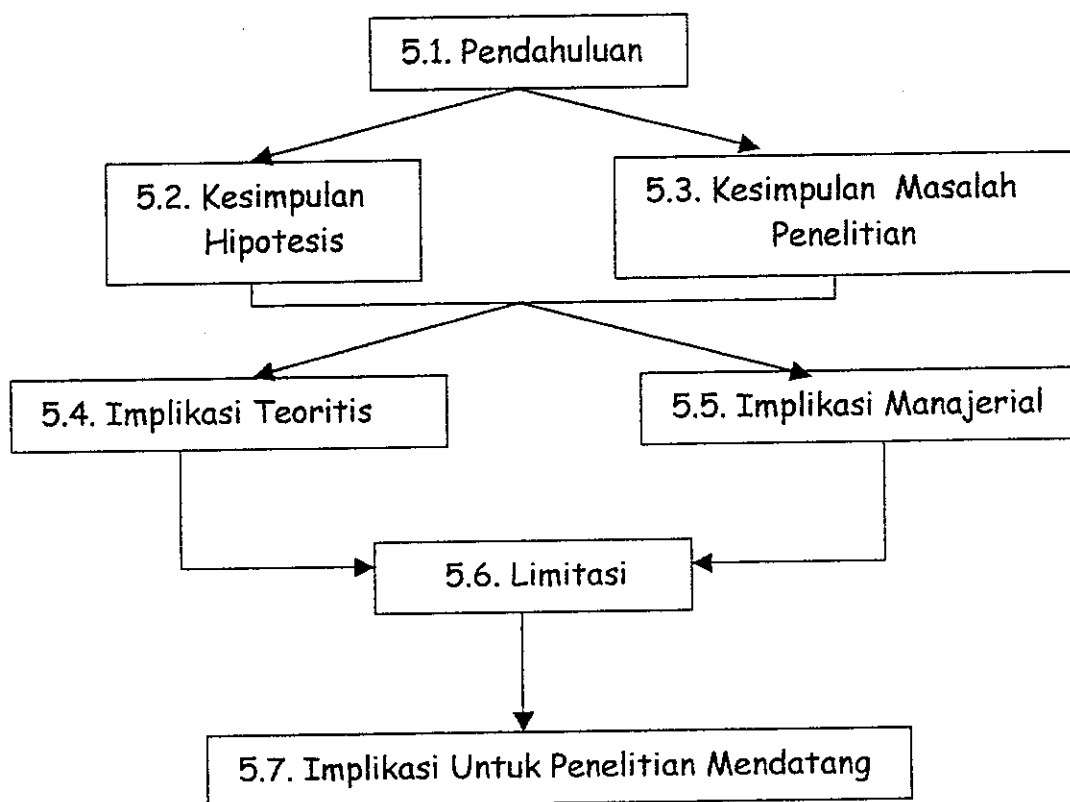 5.1. Pendahuluan
5.2. Kesimpulan
Hipotesis
5.3. Kesimpulan Masalah
Penelitian
5.4. Implikasi Teoritis
5.5. Implikasi Manajerial
5.6. Limitasi
5.7. Implikasi Untuk Penelitian Mendatang